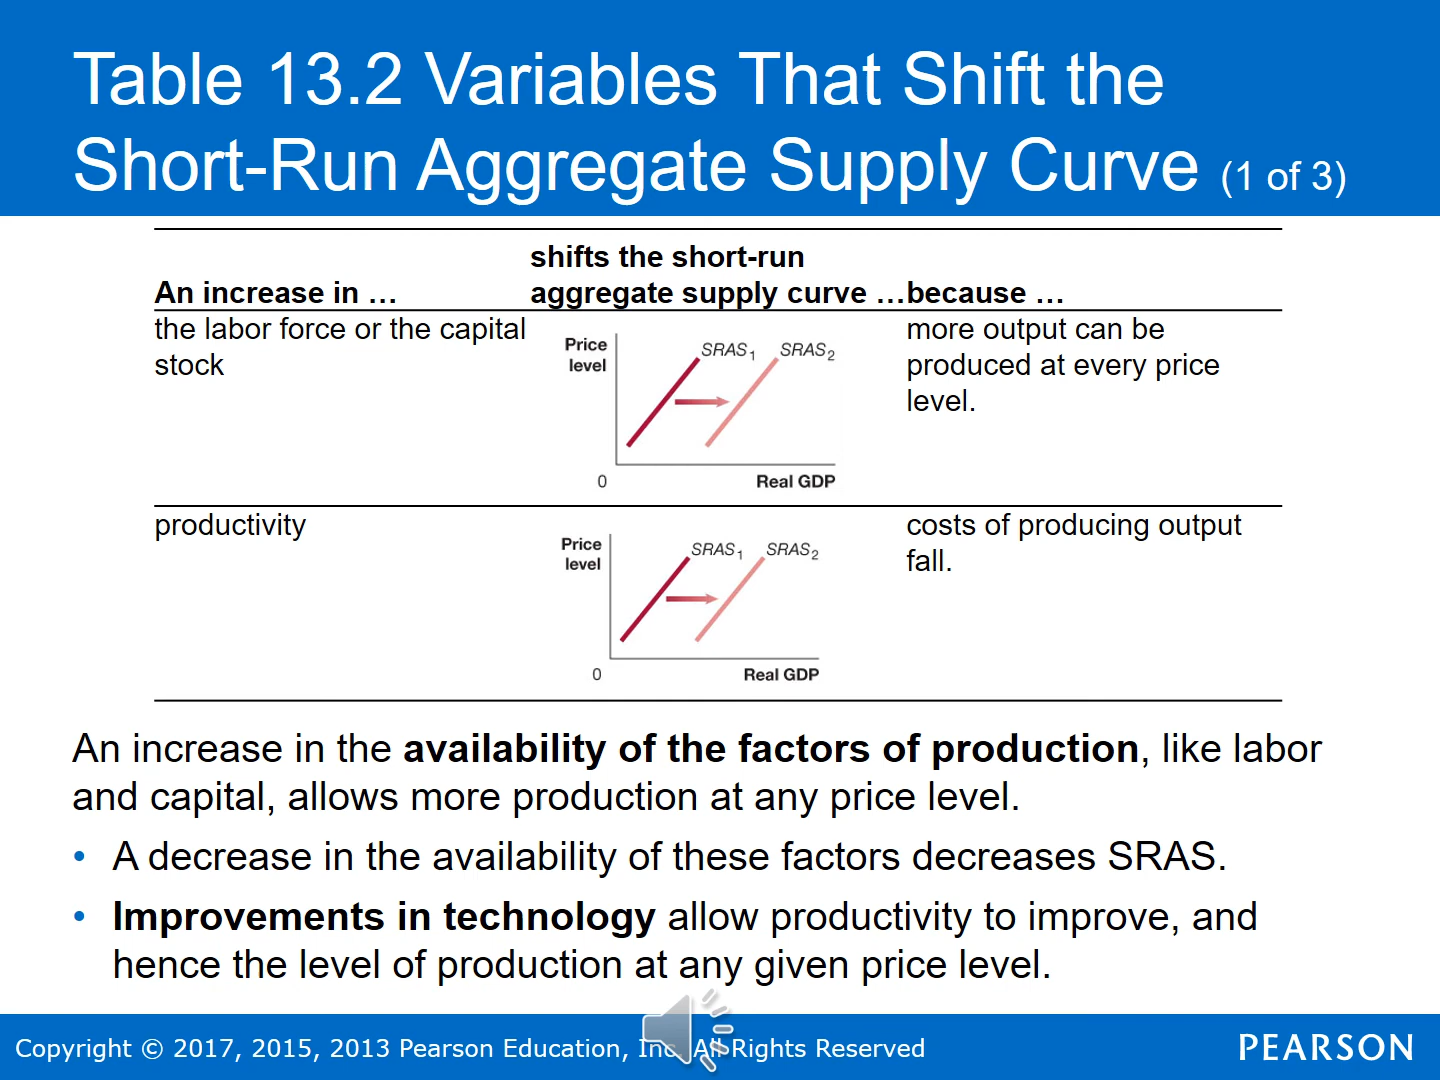 Table 13.2 Variables That Shift the
Short-Run Aggregate Supply Curve (1 of 3)
An increase in …
shifts the short-run
aggregate supply curve …
because …
the labor force or the capital
stock
Price
level
SRAS1
SRAS2
0
Real GDP
more output can be
produced at every price
level.
productivity
Price
level
SRAS1
SRAS2
0
Real GDP
costs of producing output
fall.
An increase in the availability of the factors of production, like labor
and capital, allows more production at any price level.
• A decrease in the availability of these factors decreases SRAS.
• Improvements in technology allow productivity to improve, and
hence the level of production at any given price level.
Copyright © 2017, 2015, 2013 Pearson Education, Inc. All Rights Reserved
PEARSON